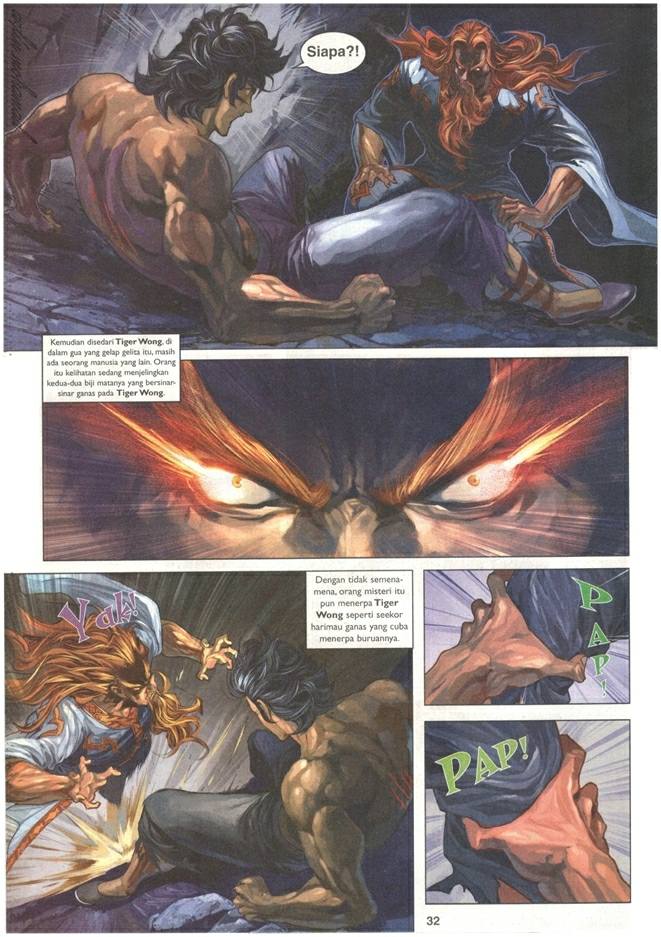 Siapa?!
Kemudian disedari Tiger Wong, di
dalam gua yang gelap gelita itu, masih
ada seorang manusia yang lain. Orang
itu kelihatan sedang menjelingkan
kedua-dua biji matanya yang bersinar-
sinar ganas pada Tiger Wong.
Yak!
Dengan tidak semena-
mena, orang misteri itu
pun menerpa Tiger
Wong seperti seekor
harimau ganas yang cuba
menerpa buruannya.
PAP!
PAP!
32